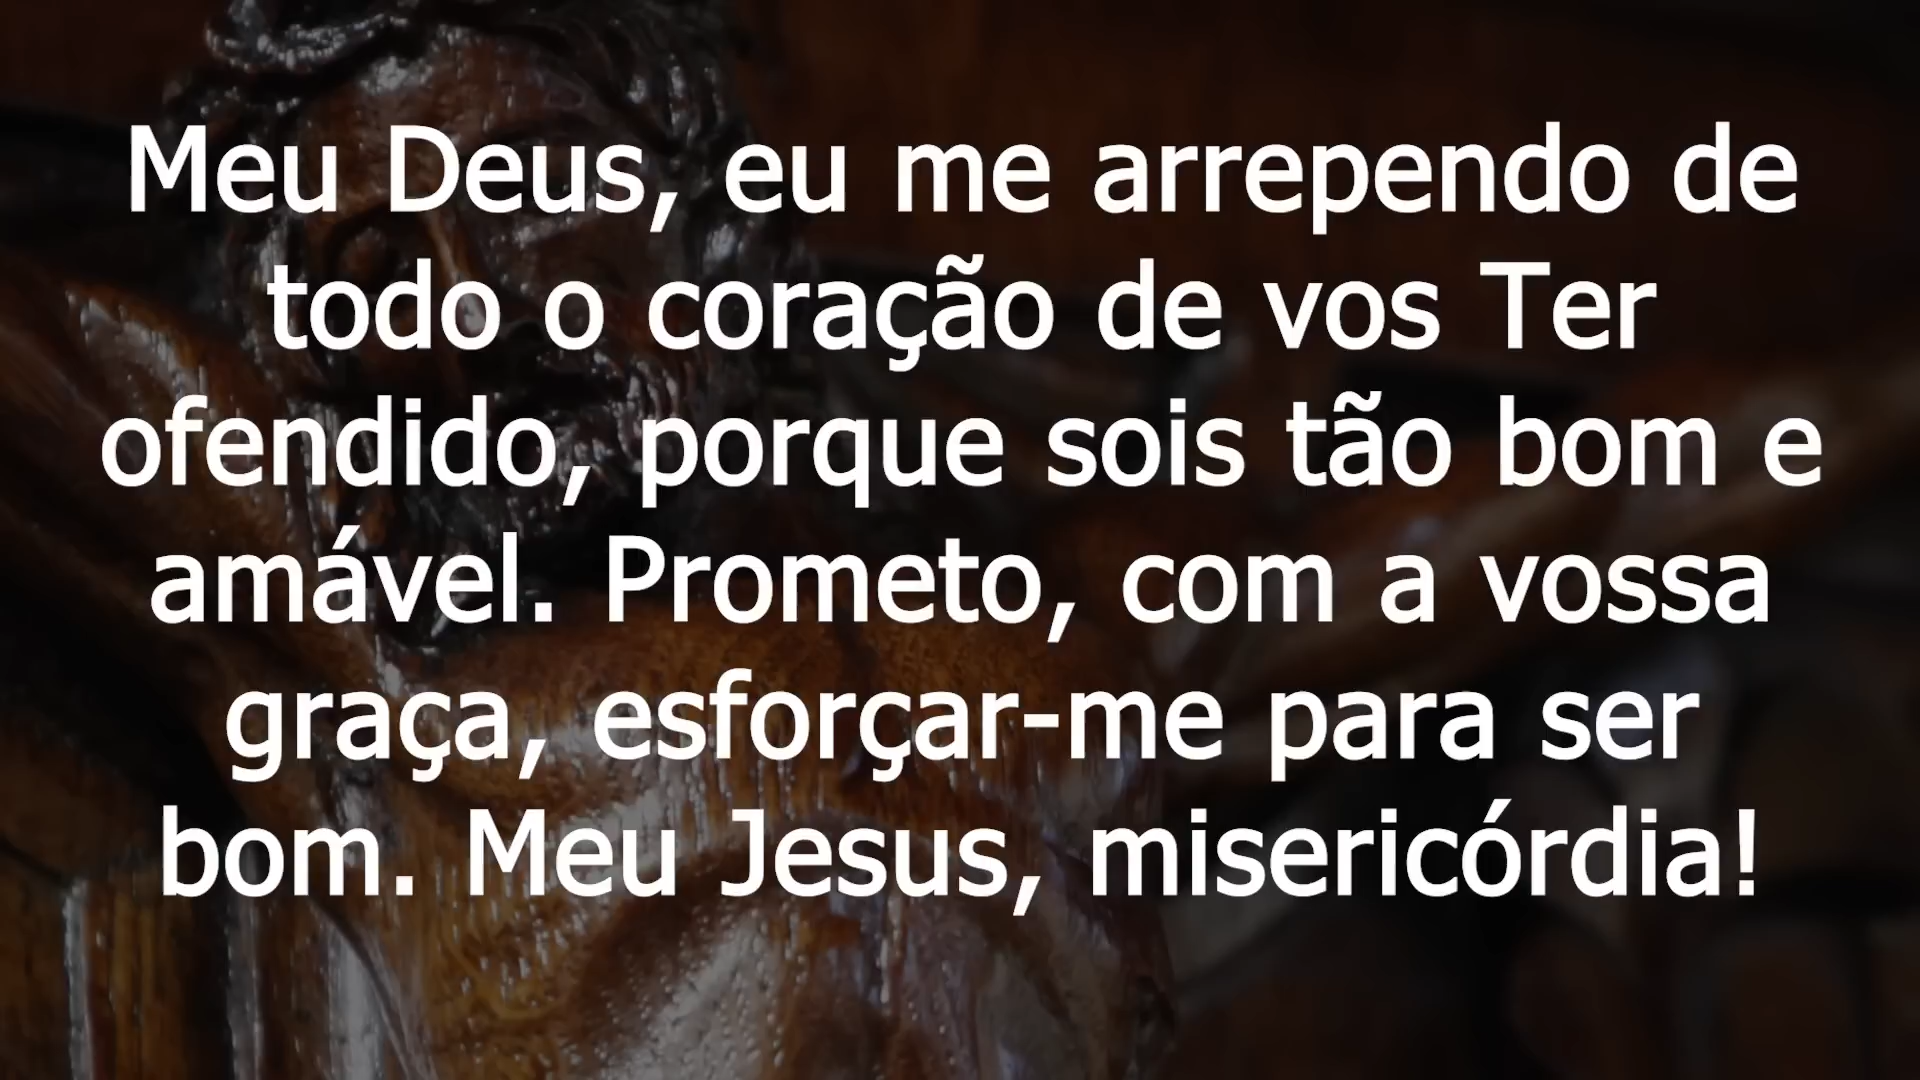 Meu Deus, eu me arrependo de
todo o coração de vos Ter
ofendido, porque sois tão bom e
amável. Prometo, com a vossa
graça, esforçar-me para ser
bom. Meu Jesus, misericórdia!